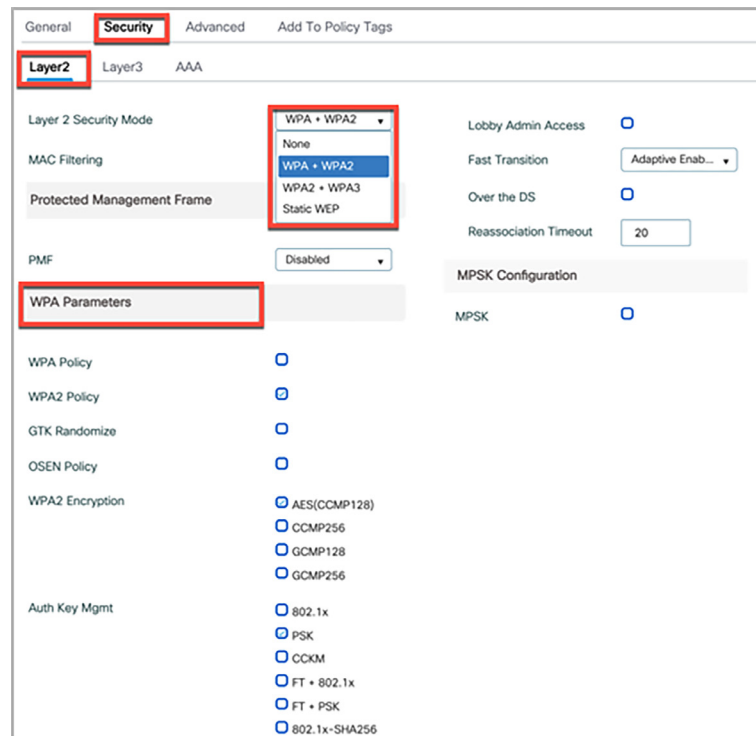 General Security Advanced Add To Policy Tags
Layer2 Layer3 AAA
Layer 2 Security Mode
WPA + WPA2
None
WPA + WPA2
WPA2 + WPA3
Static WEP
MAC Filtering
Protected Management Frame
PMF
Disabled
WPA Parameters
WPA Policy
WPA2 Policy
GTK Randomize
OSEN Policy
WPA2 Encryption
AES(CCMP128)
CCMP256
GCMP128
GCMP256
Auth Key Mgmt
802.1x
PSK
CCKM
FT + 802.1x
FT + PSK
802.1x-SHA256
Lobby Admin Access
Fast Transition
Adaptive Enab...
Over the DS
Reassociation Timeout
20
MPSK Configuration
MPSK